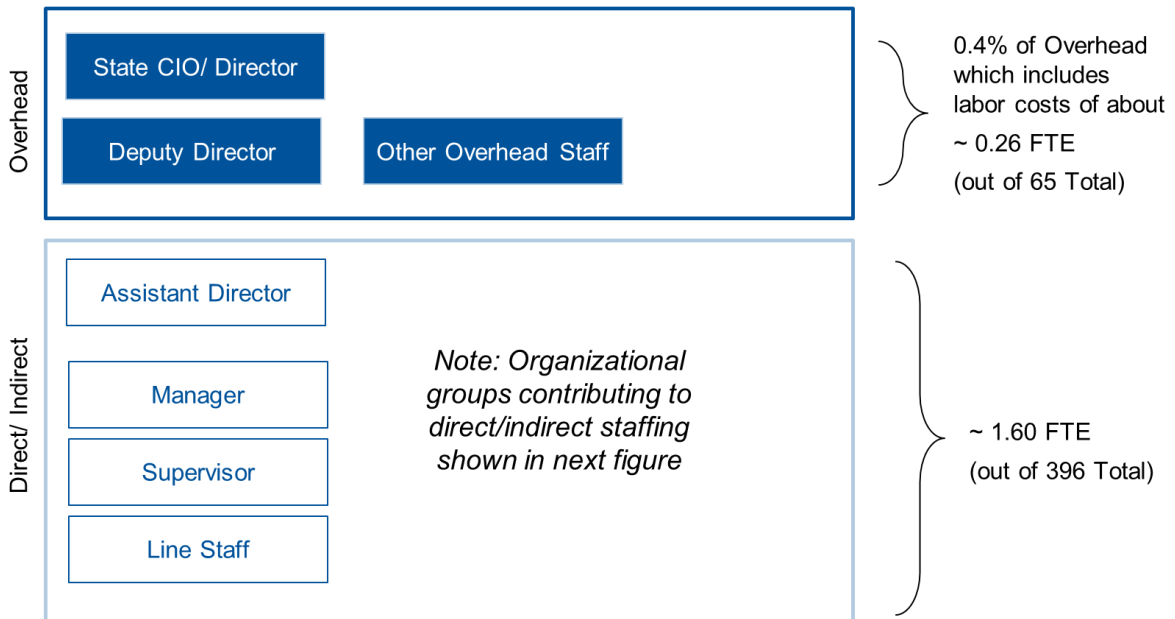 Overhead
State CIO/ Director
Deputy Director
Other Overhead Staff
0.4% of Overhead
which includes
labor costs of about
~ 0.26 FTE
(out of 65 Total)
Direct/ Indirect
Assistant Director
Manager
Supervisor
Line Staff
Note: Organizational
groups contributing to
direct/indirect staffing
shown in next figure
~ 1.60 FTE
(out of 396 Total)